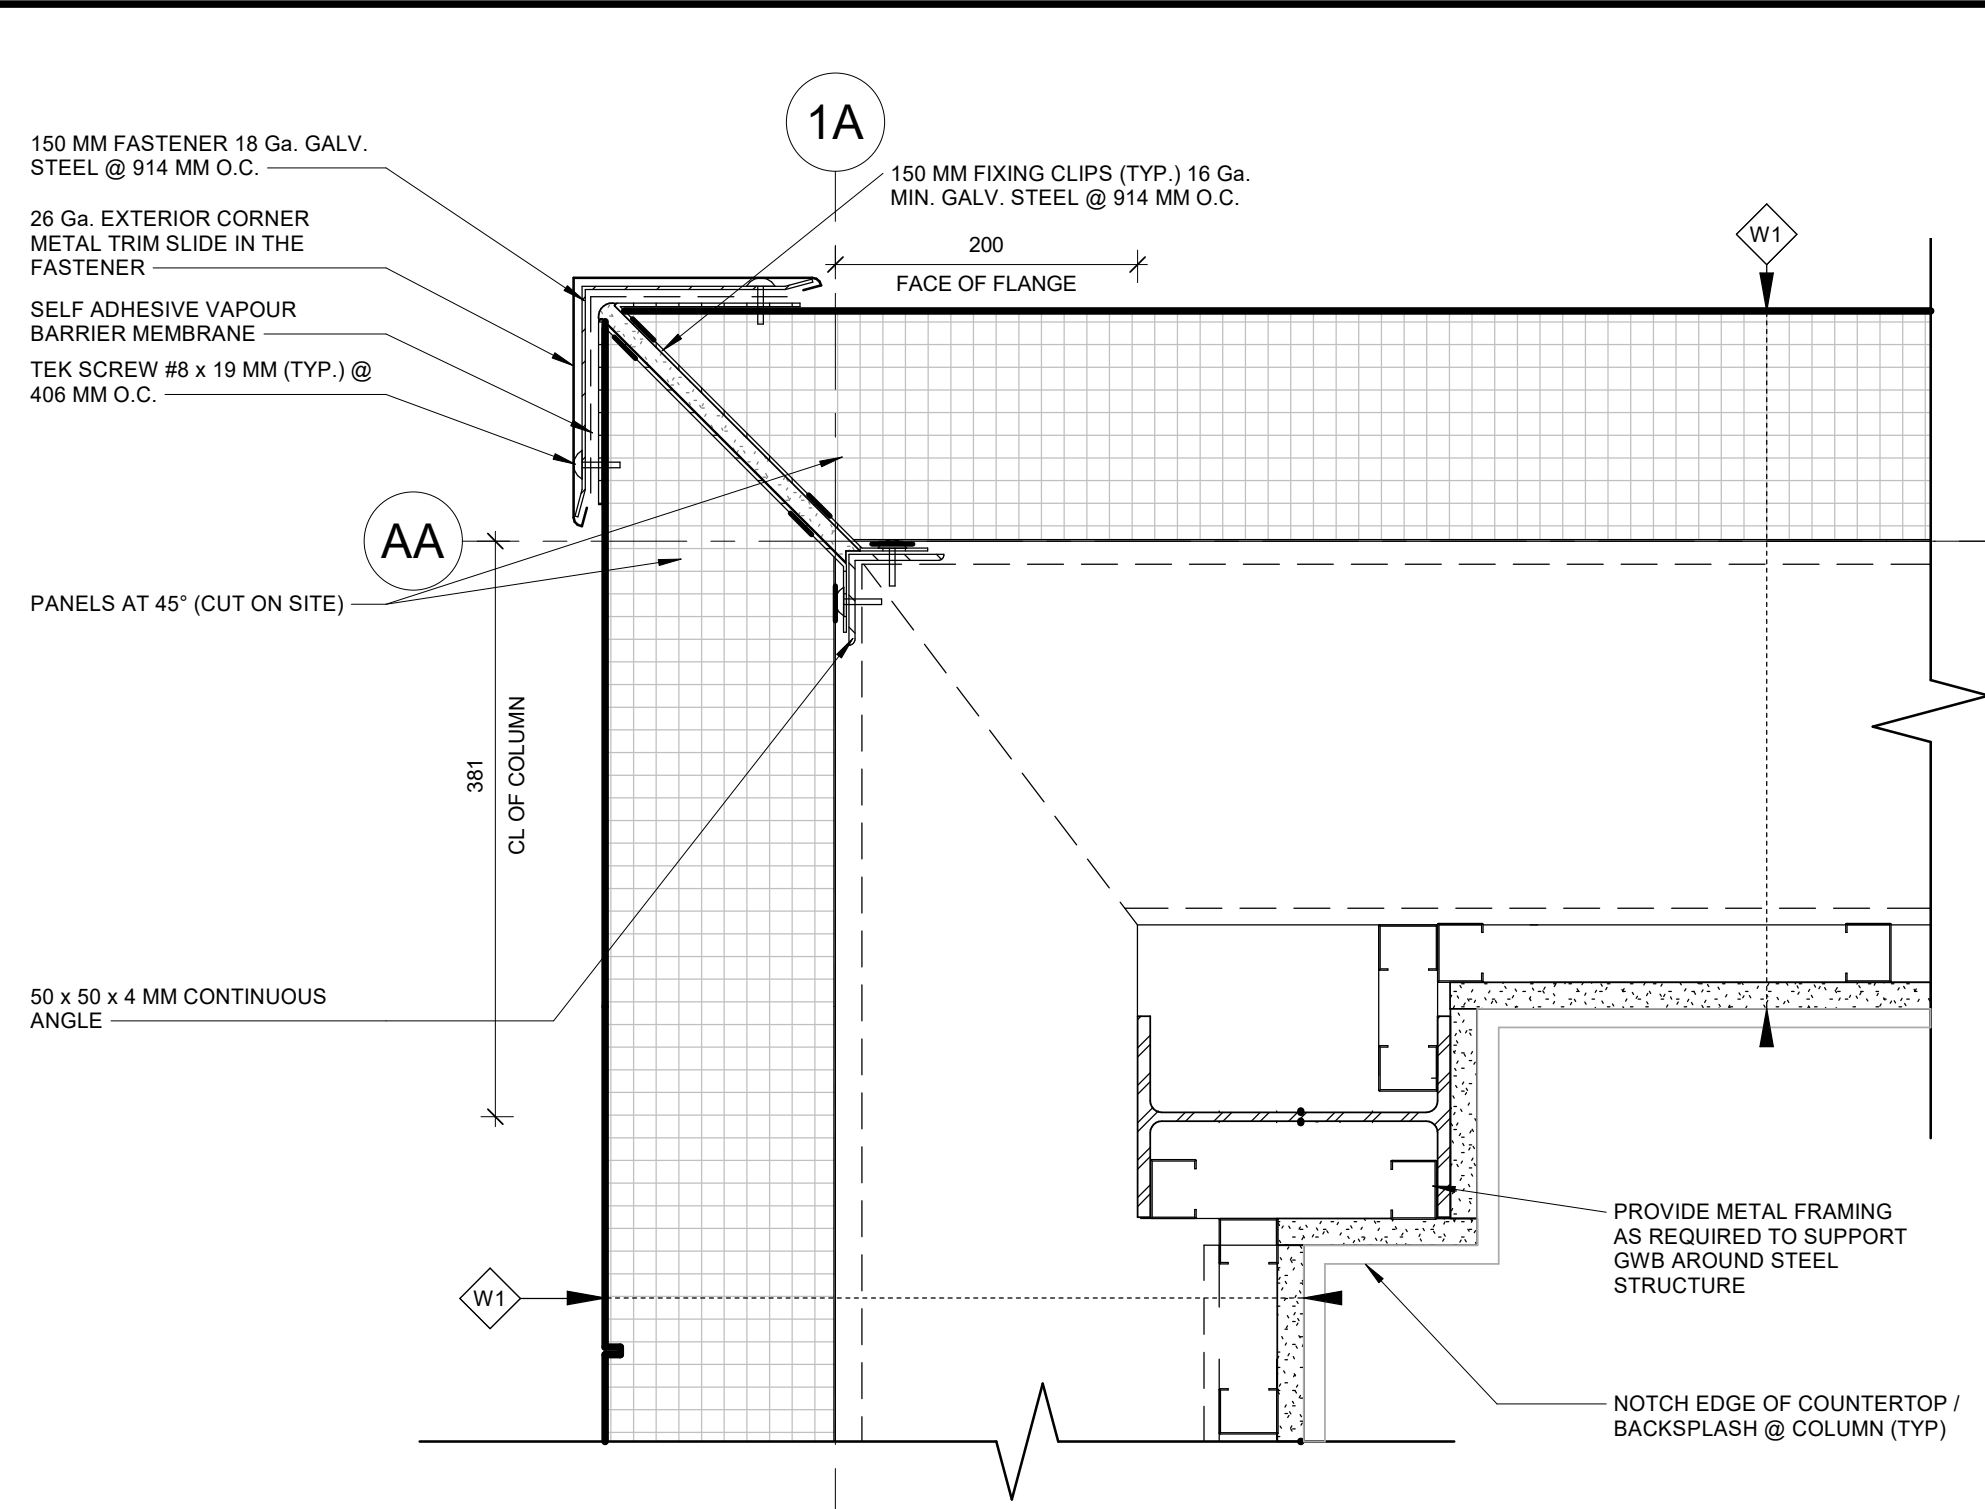 1A
150 MM FASTENER 18 Ga. GALV.
STEEL @ 914 MM O.C.
150 MM FIXING CLIPS (TYP.) 16 Ga.
MIN. GALV. STEEL @ 914 MM O.C.
26 Ga. EXTERIOR CORNER
METAL TRIM SLIDE IN THE
FASTENER
200
FACE OF FLANGE
W1
SELF ADHESIVE VAPOUR
BARRIER MEMBRANE
TEK SCREW #8 x 19 MM (TYP.) @
406 MM O.C.
AA
PANELS AT 45° (CUT ON SITE)
381
CL OF COLUMN
50 x 50 x 4 MM CONTINUOUS
ANGLE
PROVIDE METAL FRAMING
AS REQUIRED TO SUPPORT
GWB AROUND STEEL
STRUCTURE
W1
NOTCH EDGE OF COUNTERTOP /
BACKSPLASH @ COLUMN (TYP)